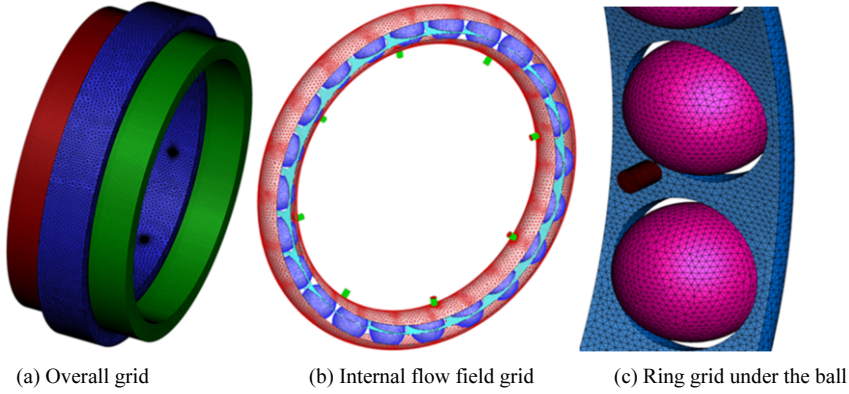 (a) Overall grid
(b) Internal flow field grid
(c) Ring grid under the ball